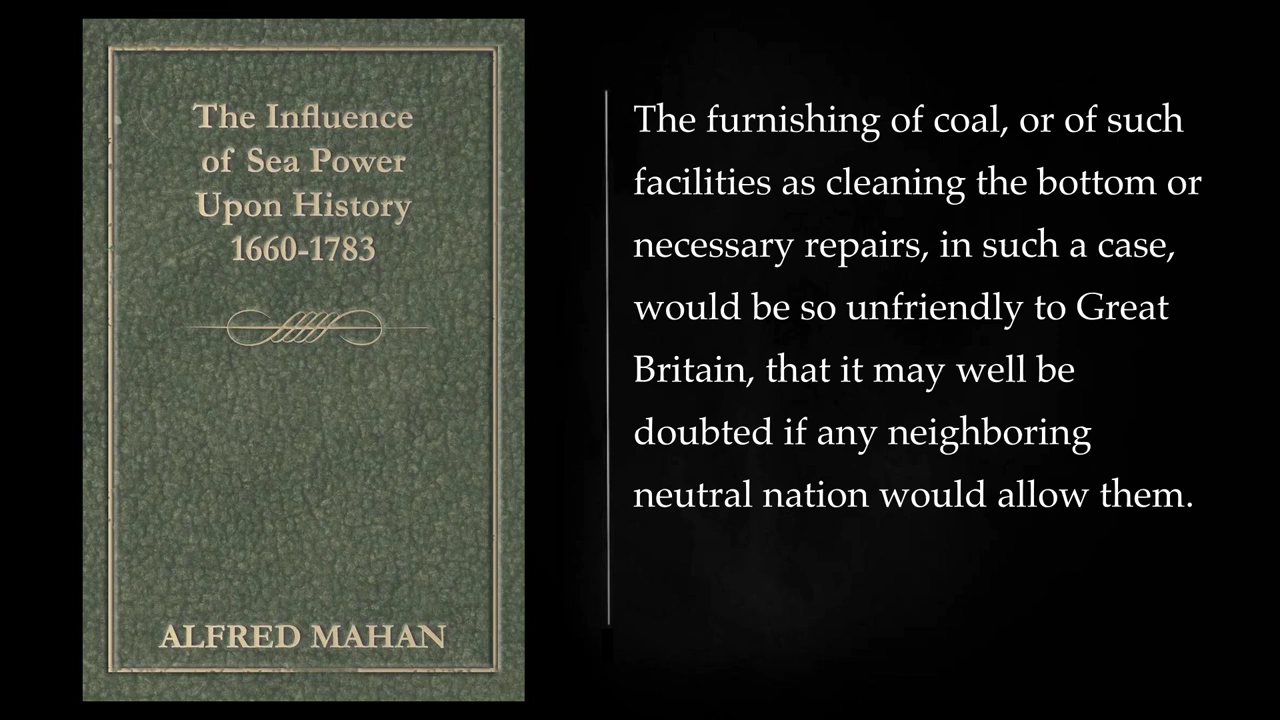 The Influence
of Sea Power
Upon History
1660-1783
ALFRED MAHAN
The furnishing of coal, or of such
facilities as cleaning the bottom or
necessary repairs, in such a case,
would be so unfriendly to Great
Britain, that it may well be
doubted if any neighboring
neutral nation would allow them.